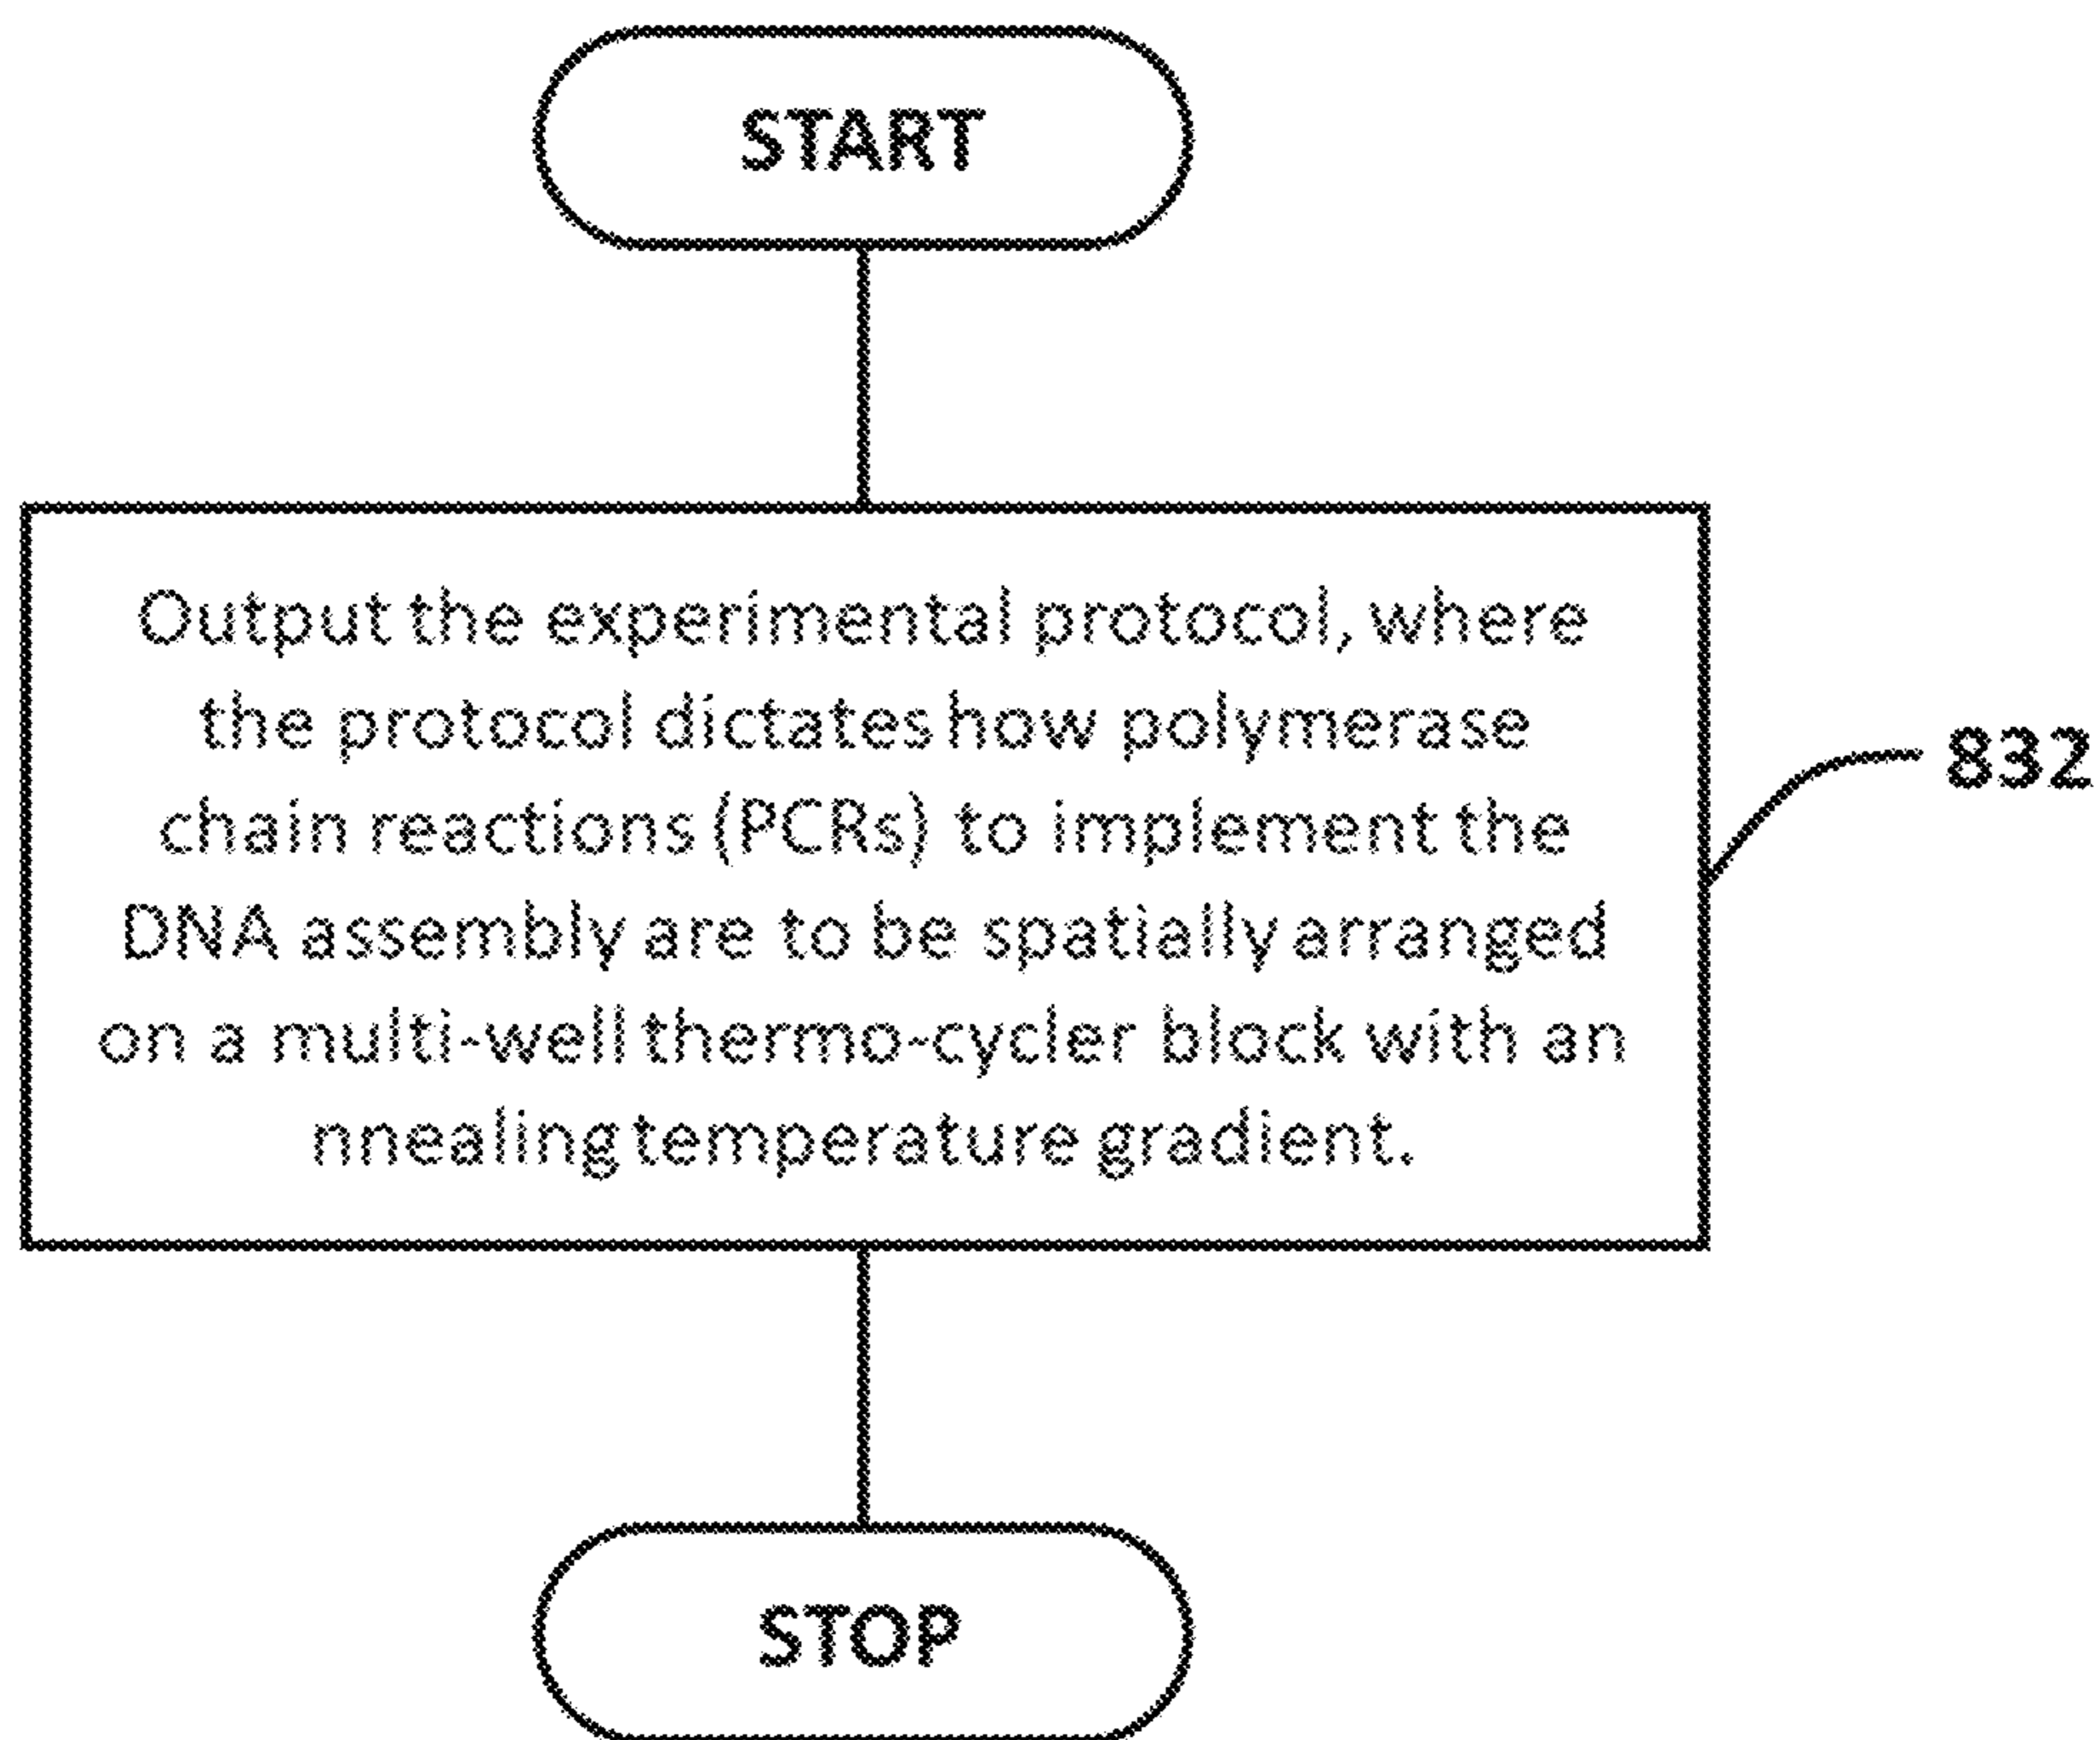 START
Output the experimental protocol, where
the protocol dictates how polymerase
chain reactions (PCRs) to implement the
DNA assembly are to be spatially arranged
on a multi-well thermo-cycler block with an
nnealing temperature gradient.
832
STOP